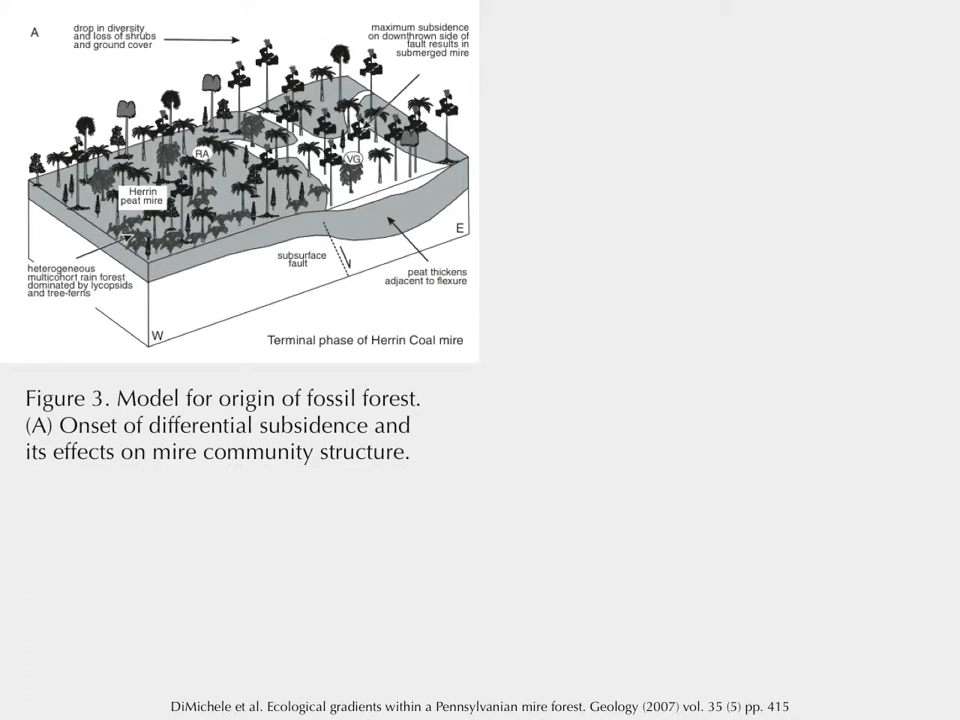 A
drop in diversity
and loss of shrubs
and ground cover
maximum subsidence
on downthrown side of
fault results in
submerged mire
RA
VG
Herrin
peat mire
E
subsurface
fault
peat thickens
adjacent to flexure
heterogeneous
multicohort rain forest
dominated by lycopsids
and tree-ferns
W
Terminal phase of Herrin Coal mire
Figure 3. Model for origin of fossil forest.
(A) Onset of differential subsidence and
its effects on mire community structure.
DiMichele et al. Ecological gradients within a Pennsylvanian mire forest. Geology (2007) vol. 35 (5) pp. 415